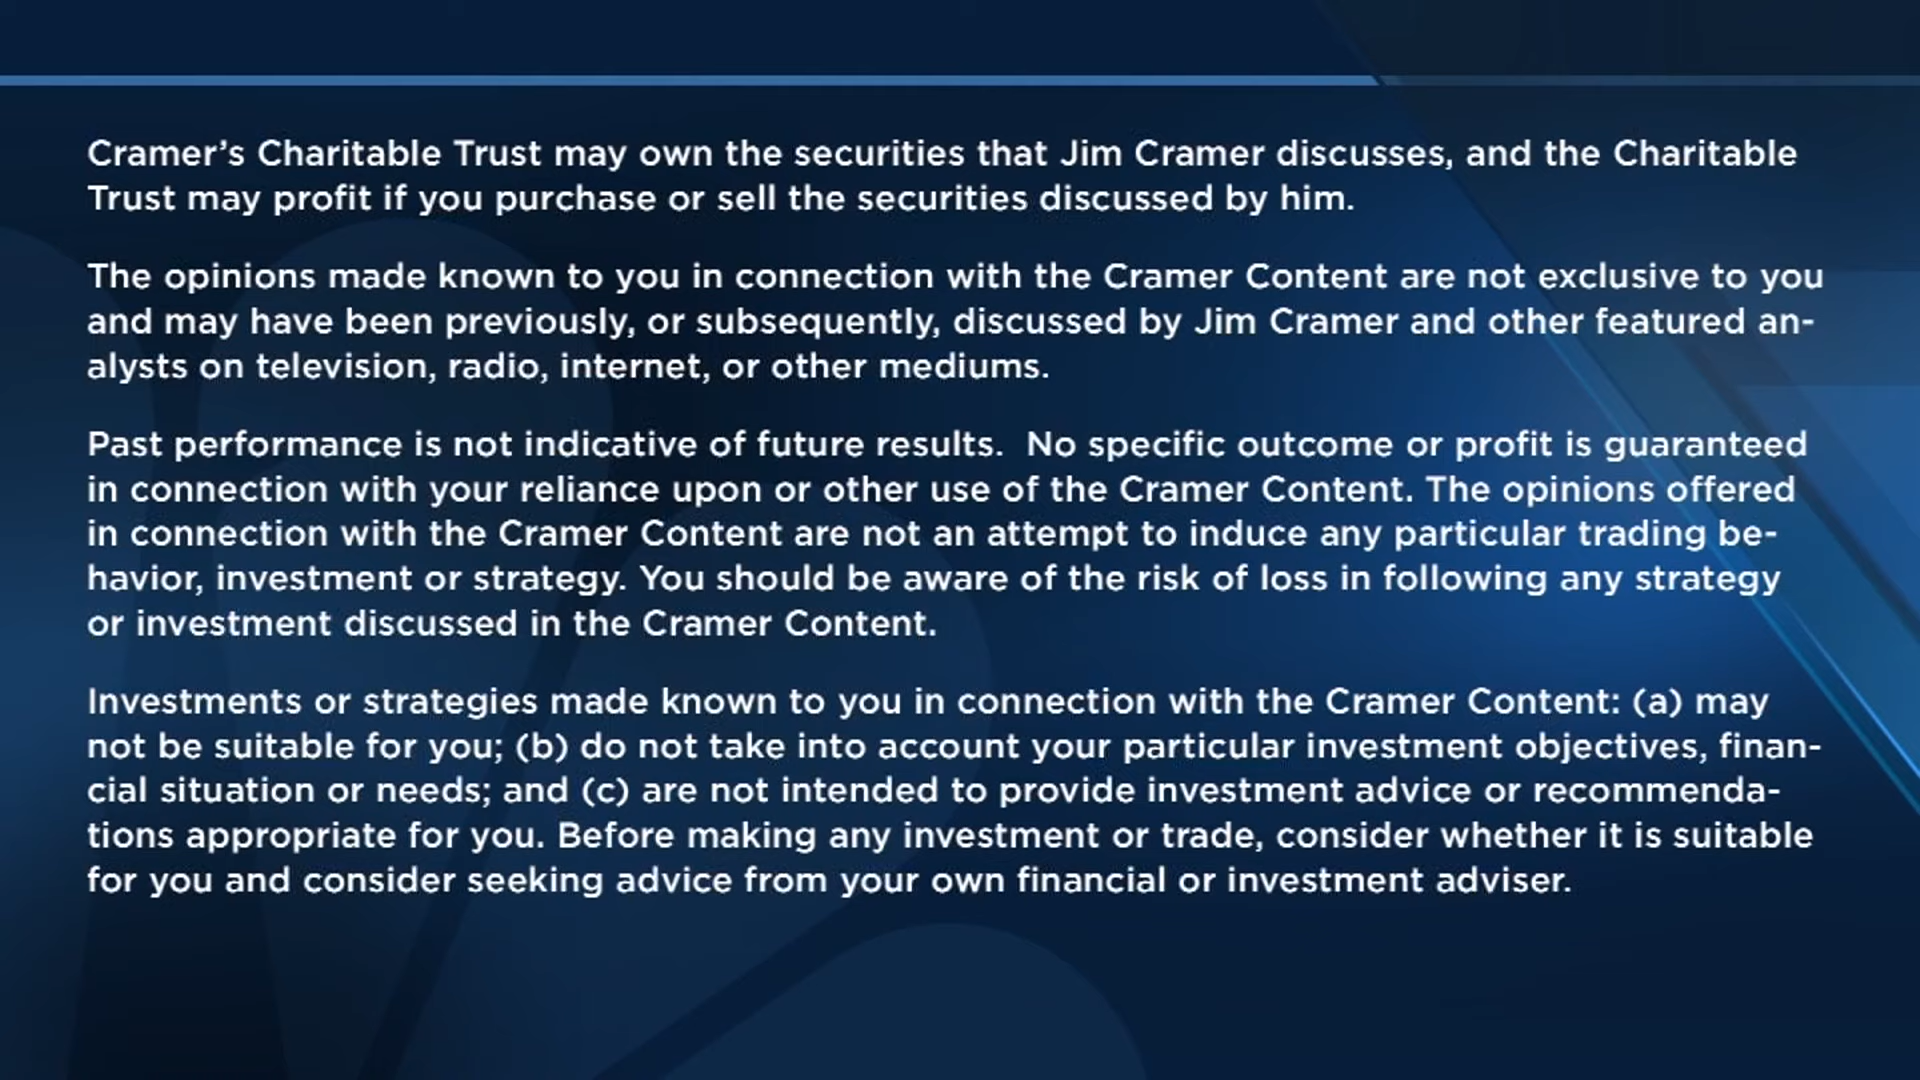 Cramer’s Charitable Trust may own the securities that Jim Cramer discusses, and the Charitable
Trust may profit if you purchase or sell the securities discussed by him.
The opinions made known to you in connection with the Cramer Content are not exclusive to you
and may have been previously, or subsequently, discussed by Jim Cramer and other featured an-
alysts on television, radio, internet, or other mediums.
Past performance is not indicative of future results.  No specific outcome or profit is guaranteed
in connection with your reliance upon or other use of the Cramer Content. The opinions offered
in connection with the Cramer Content are not an attempt to induce any particular trading be-
havior, investment or strategy. You should be aware of the risk of loss in following any strategy
or investment discussed in the Cramer Content.
Investments or strategies made known to you in connection with the Cramer Content: (a) may
not be suitable for you; (b) do not take into account your particular investment objectives, finan-
cial situation or needs; and (c) are not intended to provide investment advice or recommenda-
tions appropriate for you. Before making any investment or trade, consider whether it is suitable
for you and consider seeking advice from your own financial or investment adviser.